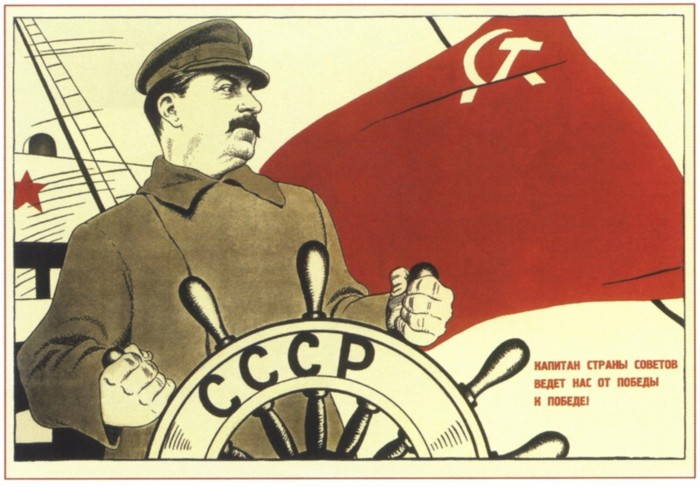 СССР
КАПИТАН СТРАНЫ СОВЕТОВ
ВЕДЕТ НАС ОТ ПОБЕДЫ
К ПОБЕДЕ!